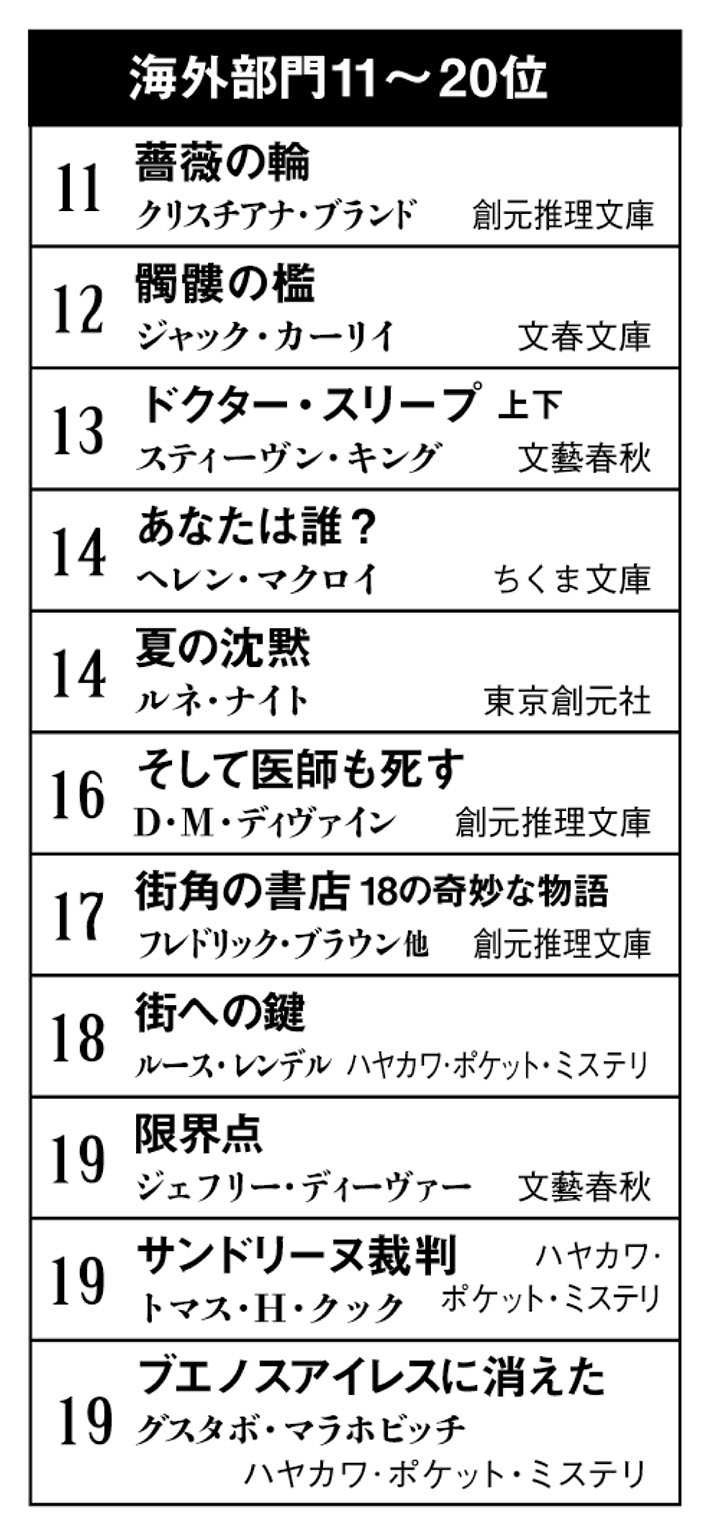 海外部門11～20位
11 薔薇の輪
クリスチアナ・ブランド 創元推理文庫
12 髑髏の檻
ジャック・カーリイ 文春文庫
13 ドクター・スリープ 上下
スティーヴン・キング 文藝春秋
14 あなたは誰？
ヘレン・マクロイ ちくま文庫
14 夏の沈黙
ルネ・ナイト 東京創元社
16 そして医師も死す
D・M・ディヴァイン 創元推理文庫
17 街角の書店 18の奇妙な物語
フレドリック・ブラウン他 創元推理文庫
18 街への鍵
ルース・レンデル ハヤカワ・ポケット・ミステリ
19 限界点
ジェフリー・ディーヴァー 文藝春秋
19 サンドリーヌ裁判 ハヤカワ・
トマス・H・クック ポケット・ミステリ
19 ブエノスアイレスに消えた
グスタボ・マラホビッチ
ハヤカワ・ポケット・ミステリ